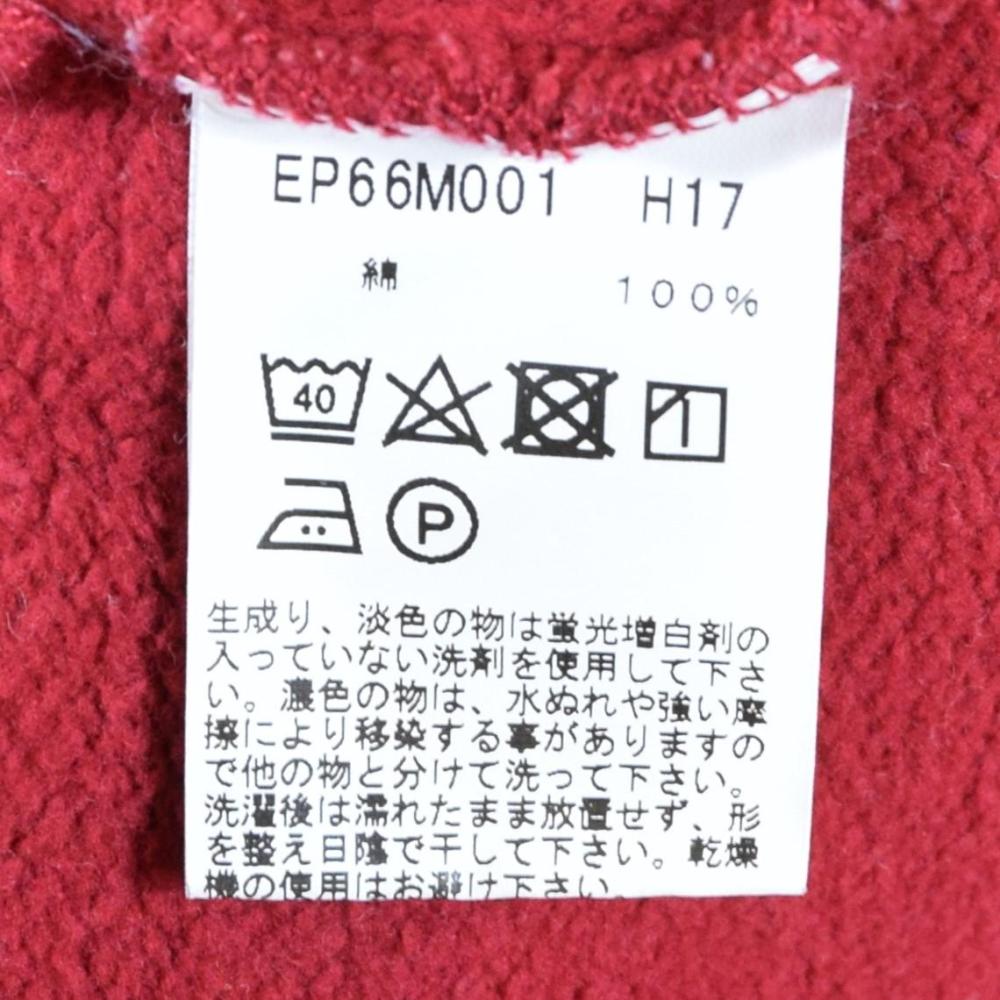 EP66M001 H17
綿 100%
40
P
生成り、淡色の物は蛍光増白剤の
入っていない洗剤を使用して下さ
い。濃色の物は、水ぬれや強い摩
擦により移染する事がありますの
で他の物と分けて洗って下さい。
洗濯後は濡れたまま放置せず、形
を整え日陰で干して下さい。乾燥
機の使用はお避け下さい。